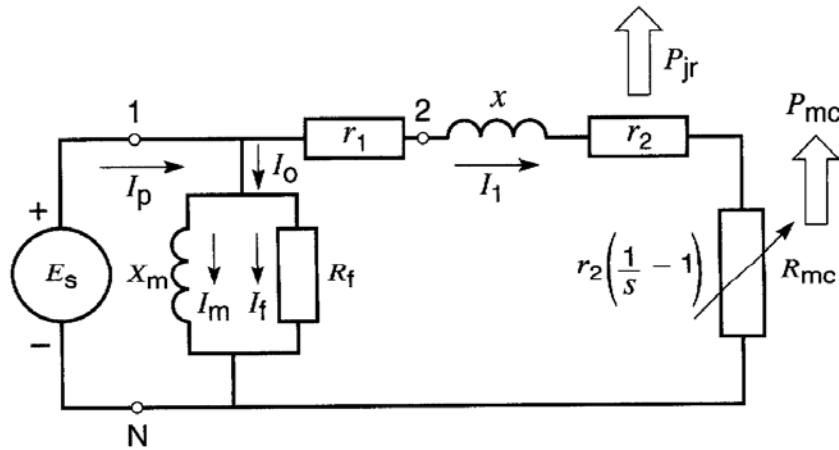 P_jr
1
2
x
P_mc
r_1
r_2
I_p
I_o
I_1
+
E_s
−
X_m
I_m
I_f
R_f
r_2(1/s − 1)
R_mc
N